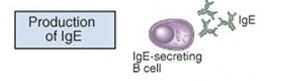 Production
of IgE
IgE
IgE-secreting
B cell